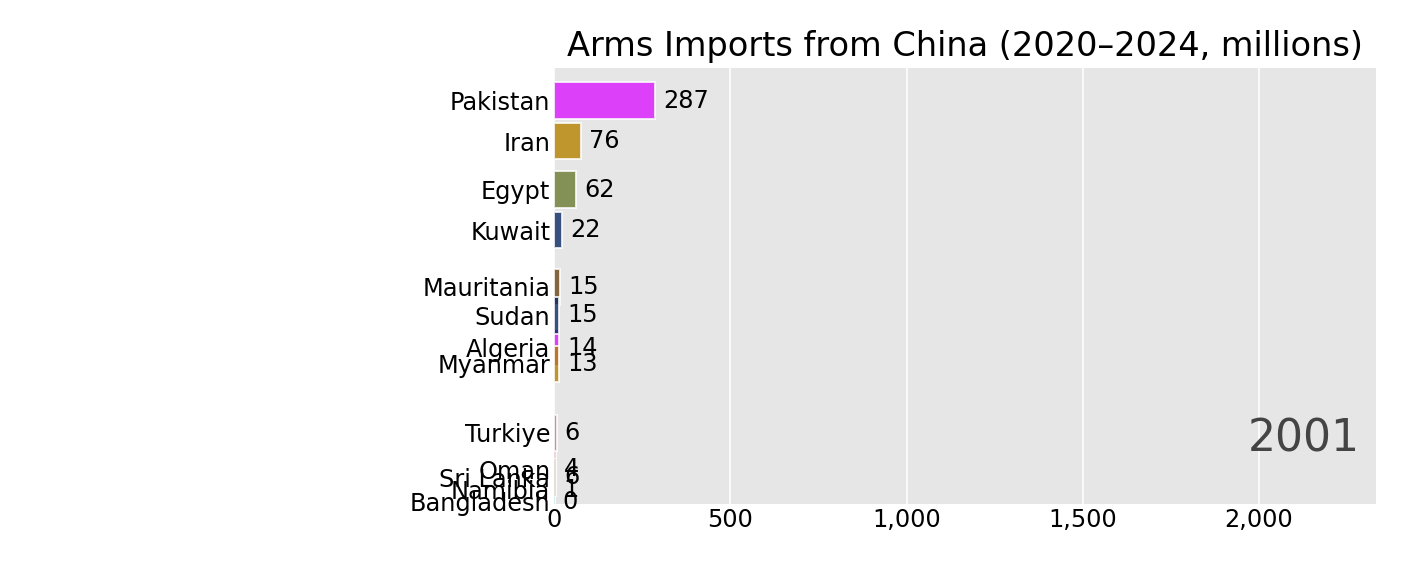 Arms Imports from China (2020–2024, millions)
Pakistan 287
Iran 76
Egypt 62
Kuwait 22
Mauritania 15
Sudan 15
Algeria 14
Myanmar 13
Turkiye 6
2001
Oman 4
Sri Lanka 6
Namibia 1
Bangladesh 0
0 500 1,000 1,500 2,000